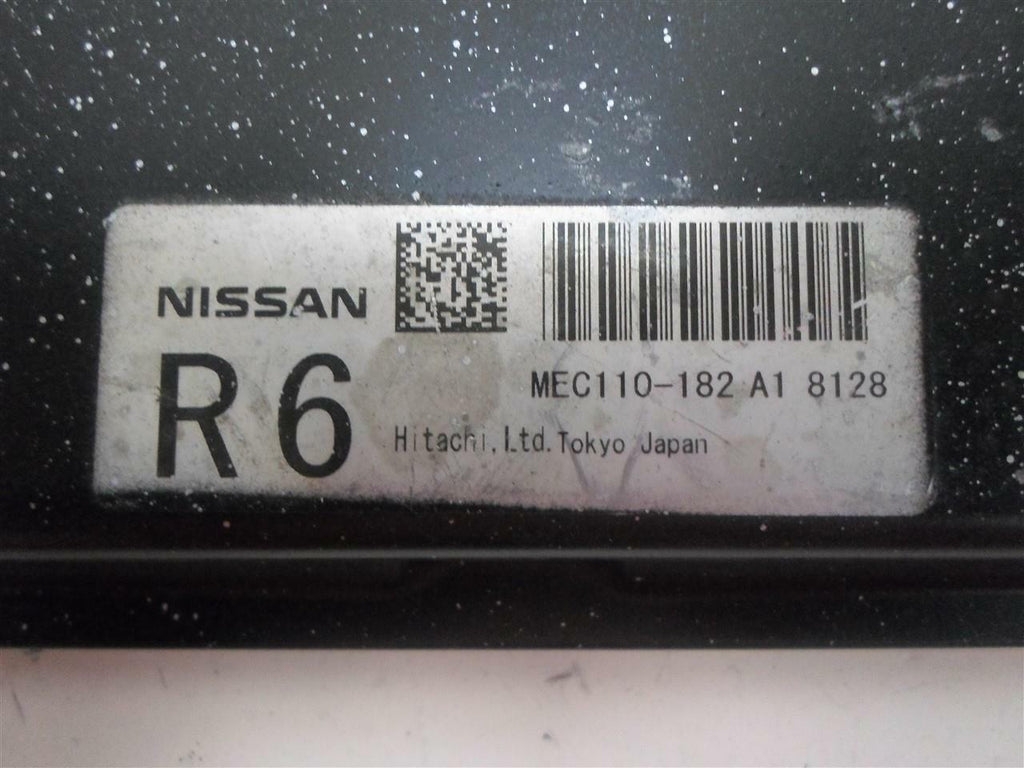 NISSAN
R6
MEC110-182 A1 8128
Hitachi,Ltd.Tokyo Japan